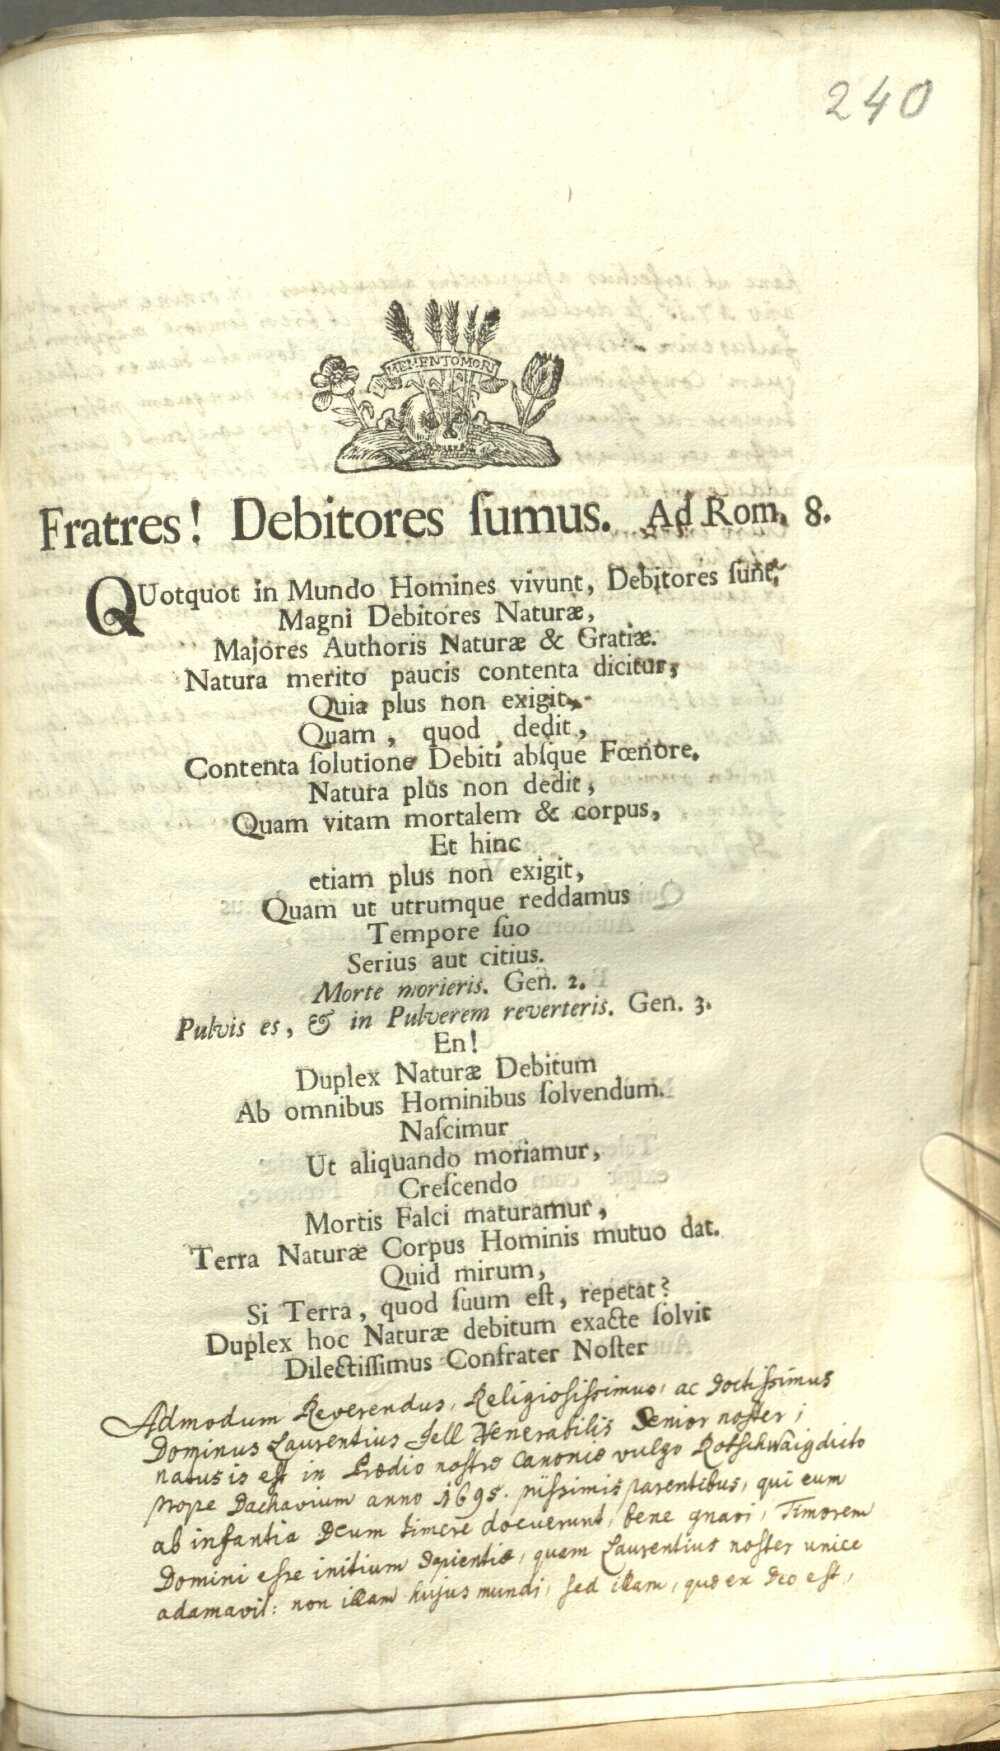 240
MEMENTO MORI
Fratres! Debitores ſumus. Ad Rom. 8.
QUotquot in Mundo Homines vivunt, Debitores ſunt,
Magni Debitores Naturæ,
Majores Authoris Naturæ & Gratiæ.
Natura merito paucis contenta dicitur,
Quia plus non exigit,
Quam, quod dedit,
Contenta ſolutione Debiti abſque Fœnore.
Natura plus non dedit,
Quam vitam mortalem & corpus,
Et hinc
etiam plus non exigit,
Quam ut utrumque reddamus
Tempore ſuo
Serius aut citius.
Morte morieris. Gen. 2.
Pulvis es, & in Pulverem reverteris. Gen. 3.
En!
Duplex Naturæ Debitum
Ab omnibus Hominibus ſolvendum.
Naſcimur
Ut aliquando moriamur,
Creſcendo
Mortis Falci maturamur,
Terra Naturæ Corpus Hominis mutuo dat.
Quid mirum,
Si Terra, quod ſuum eſt, repetat?
Duplex hoc Naturæ debitum exacte ſolvit
Dilectiſſimus Confrater Noſter
Admodum Reverendus, Religiosissimus, ac Doctissimus
Dominus Laurentius Sell Venerabilis Senior noster;
natus is est in Prædio nostro Canonico vulgo Rotschwaig dicto
prope Dachavium anno 1695. piissimis parentibus, qui eum
ab infantia Deum timere docuerunt, bene gnari, Timorem
Domini esse initium Sapientiæ, quam Laurentius noster unice
adamavit: non illam hujus mundi, sed illam, quæ ex Deo est,